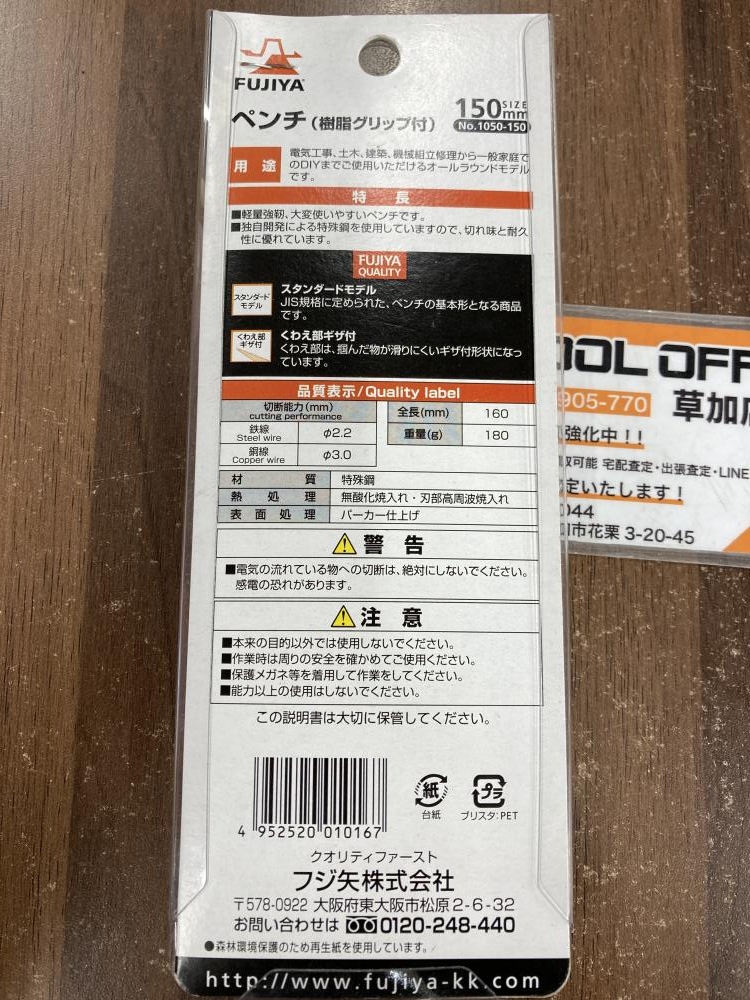 FUJIYA
ペンチ(樹脂グリップ付)
150mm SIZE
No.1050-150
用途
電気工事、土木、建築、機械組立修理から一般家庭で
のDIYまでご使用いただけるオールラウンドモデル
です。
特長
■軽量強靭、大変使いやすいペンチです。
■独自開発による特殊鋼を使用していますので、切れ味と耐久
性に優れています。
FUJIYA
QUALITY
スタンダード
モデル
スタンダードモデル
JIS規格に定められた、ペンチの基本形となる商品
です。
くわえ部
ギザ付
くわえ部ギザ付
くわえ部は、掴んだ物が滑りにくいギザ付形状になっ
ています。
品質表示/Quality label
切断能力(mm)
cutting performance
鉄線
Steel wire
φ2.2
銅線
Copper wire
φ3.0
全長(mm) 160
重量(g) 180
材質 特殊鋼
熱処理 無酸化焼入れ・刃部高周波焼入れ
表面処理 パーカー仕上げ
警告
■電気の流れている物への切断は、絶対にしないでください。
感電の恐れがあります。
注意
■本来の目的以外では使用しないでください。
■作業時は周りの安全を確かめてご使用ください。
■保護メガネ等を着用して作業をしてください。
■能力以上の使用はしないでください。
この説明書は大切に保管してください。
4 952520 010167
紙
台紙
プラ
ブリスタ:PET
クオリティファースト
フジ矢株式会社
〒578-0922 大阪府東大阪市松原2-6-32
お問い合わせは 0120-248-440
●森林環境保護のため再生紙を使用しています。
http://www.fujiya-kk.com
OOL OFF
905-770
草加店
強化中!!
取可能 宅配査定・出張査定・LINE
定いたします!
044
市花栗 3-20-45